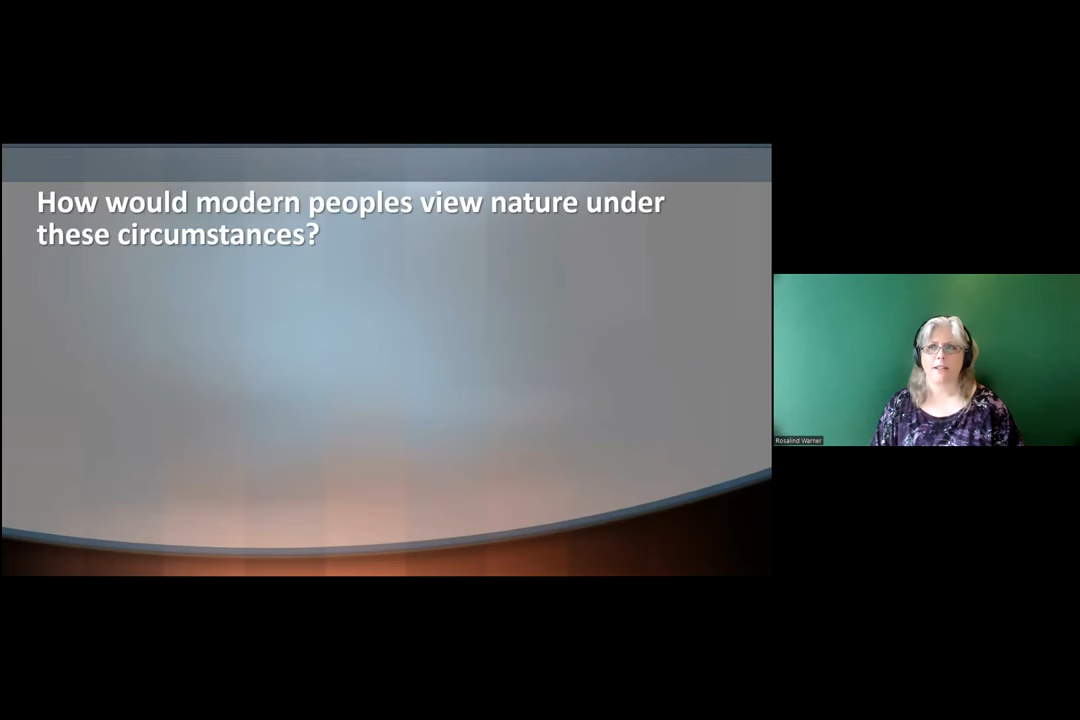 How would modern peoples view nature under
these circumstances?
Rosalind Warner